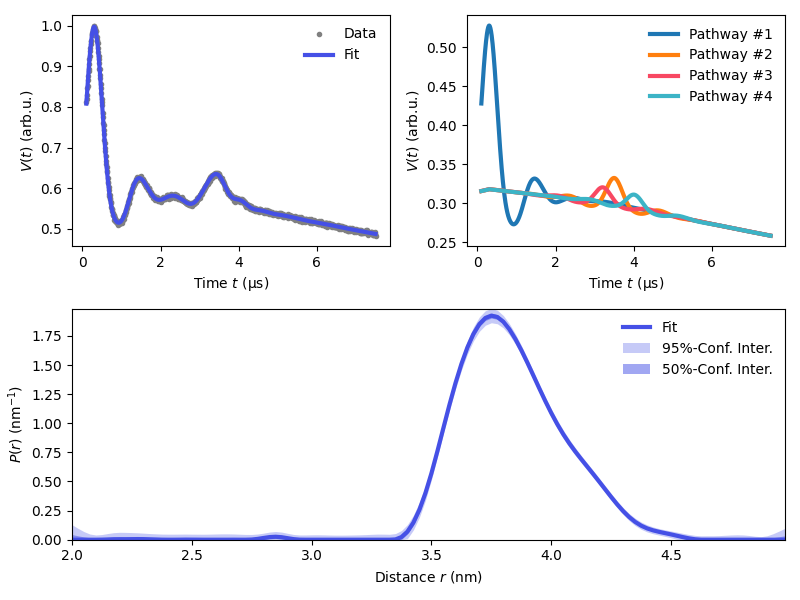 1.0
0.9
0.8
0.7
0.6
0.5
V(t) (arb.u.)
0 2 4 6
Time t (μs)
Data
Fit
0.50
0.45
0.40
0.35
0.30
0.25
V(t) (arb.u.)
0 2 4 6
Time t (μs)
Pathway #1
Pathway #2
Pathway #3
Pathway #4
1.75
1.50
1.25
1.00
0.75
0.50
0.25
0.00
P(r) (nm⁻¹)
2.0 2.5 3.0 3.5 4.0 4.5
Distance r (nm)
Fit
95%-Conf. Inter.
50%-Conf. Inter.